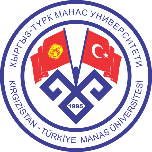 КЫРГЫЗ-ТҮРК МАНАС УНИВЕРСИТЕТИ
1995
KIRGIZİSTAN-TÜRKİYE MANAS ÜNİVERSİTESİ